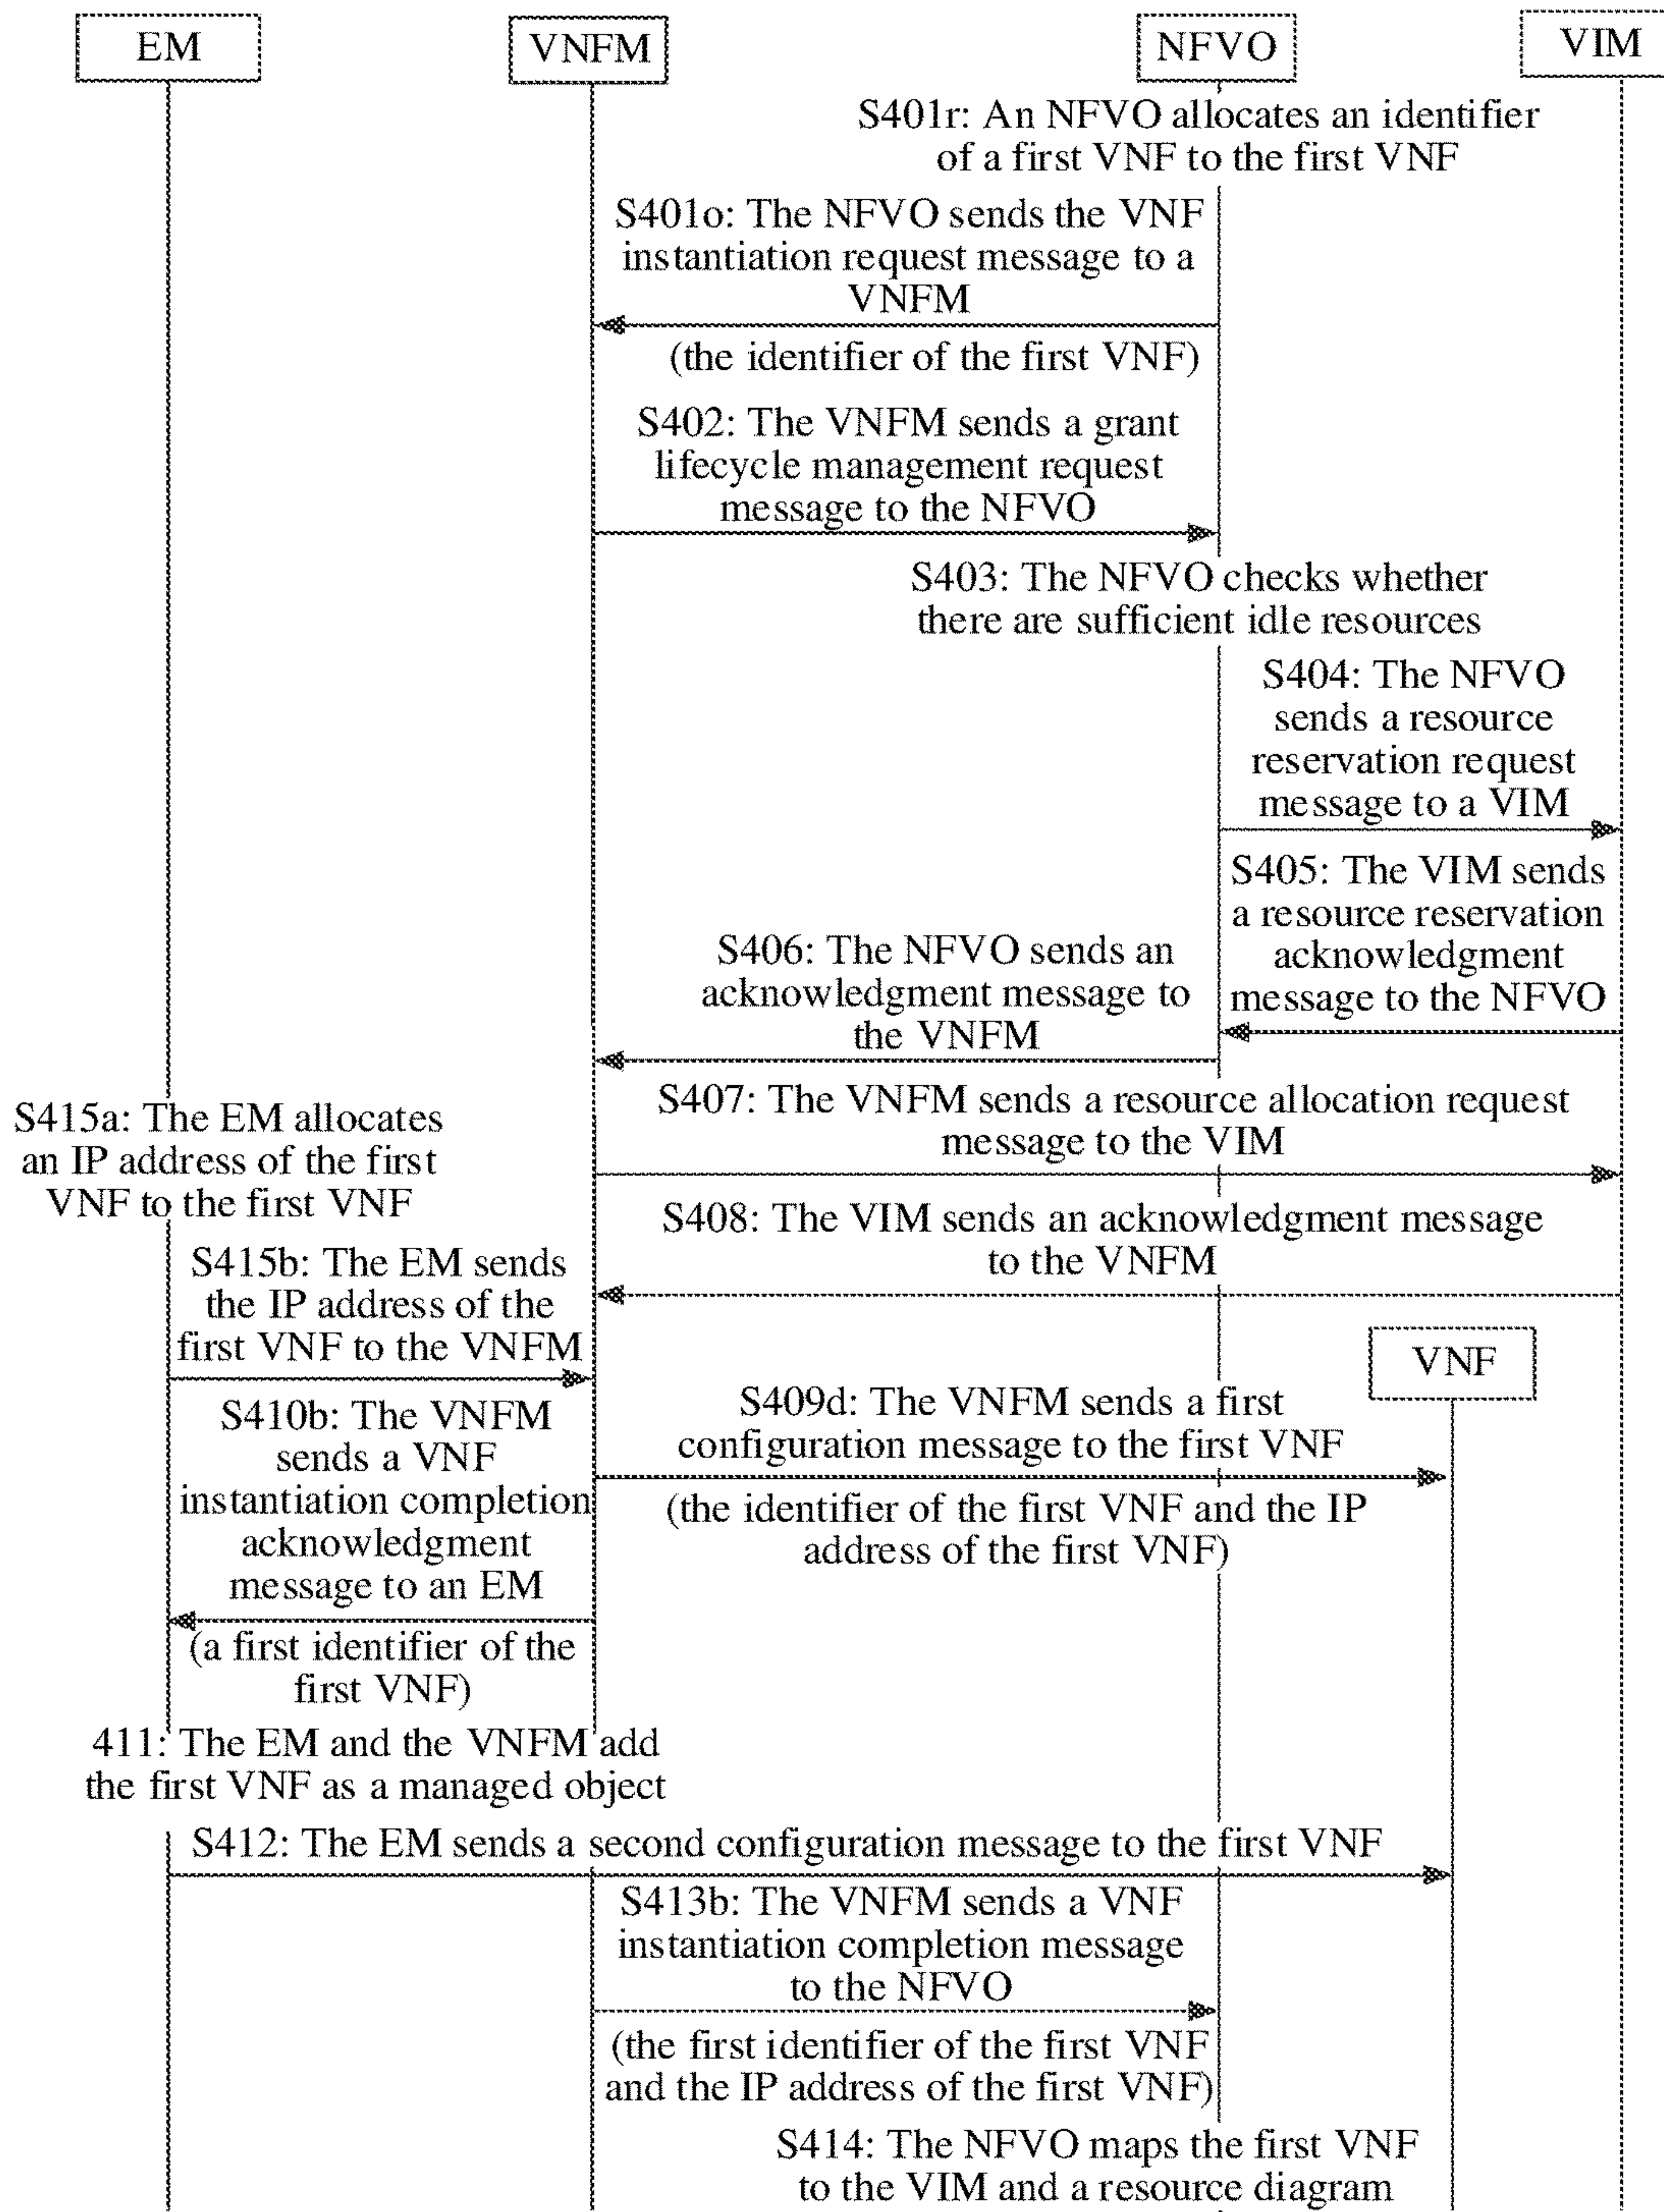 EM
VNFM
NFVO
VIM
S401r: An NFVO allocates an identifier
of a first VNF to the first VNF
S401o: The NFVO sends the VNF
instantiation request message to a
VNFM
(the identifier of the first VNF)
S402: The VNFM sends a grant
lifecycle management request
message to the NFVO
S403: The NFVO checks whether
there are sufficient idle resources
S404: The NFVO
sends a resource
reservation request
message to a VIM
S405: The VIM sends
a resource reservation
acknowledgment
message to the NFVO
S406: The NFVO sends an
acknowledgment message to
the VNFM
S407: The VNFM sends a resource allocation request
message to the VIM
S415a: The EM allocates
an IP address of the first
VNF to the first VNF
S408: The VIM sends an acknowledgment message
to the VNFM
S415b: The EM sends
the IP address of the
first VNF to the VNFM
VNF
S409d: The VNFM sends a first
configuration message to the first VNF
(the identifier of the first VNF and the IP
address of the first VNF)
S410b: The VNFM
sends a VNF
instantiation completion
acknowledgment
message to an EM
(a first identifier of the
first VNF)
411: The EM and the VNFM add
the first VNF as a managed object
S412: The EM sends a second configuration message to the first VNF
S413b: The VNFM sends a VNF
instantiation completion message
to the NFVO
(the first identifier of the first VNF
and the IP address of the first VNF)
S414: The NFVO maps the first VNF
to the VIM and a resource diagram